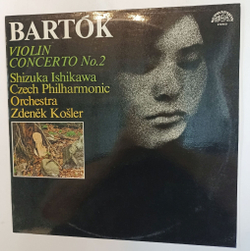 BARTÓK
VIOLIN
CONCERTO No.2
Shizuka Ishikawa
Czech Philharmonic
Orchestra
Zdeněk Košler